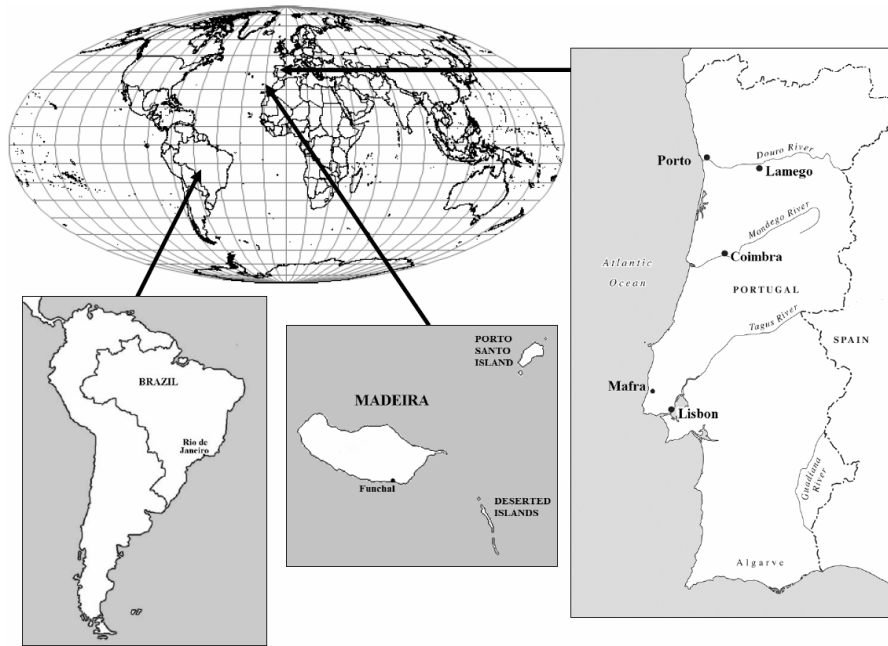 Porto
Douro River
Lamego
Mondego River
Coimbra
Atlantic
Ocean
PORTUGAL
Tagus River
SPAIN
Mafra
Lisbon
Guadiana
River
Algarve
BRAZIL
Rio de
Janeiro
PORTO
SANTO
ISLAND
MADEIRA
Funchal
DESERTED
ISLANDS